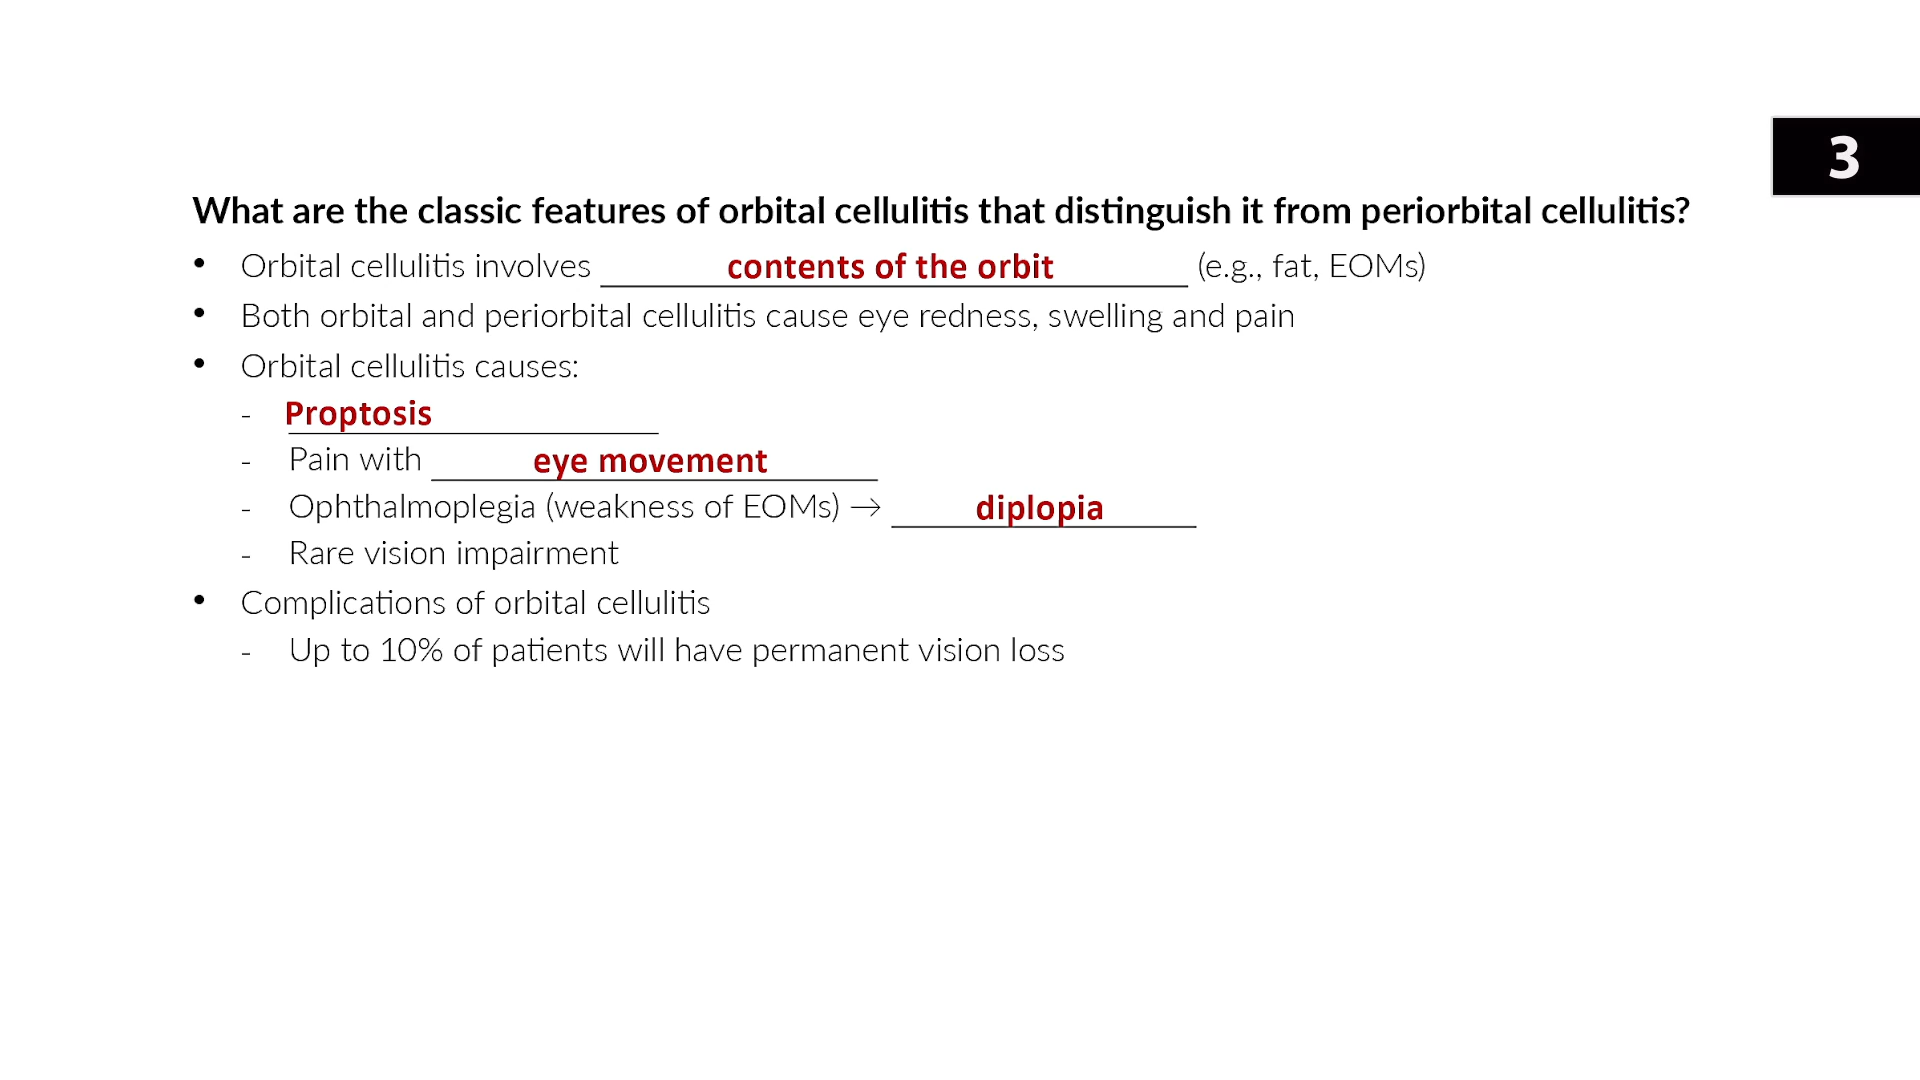 3
What are the classic features of orbital cellulitis that distinguish it from periorbital cellulitis?
• Orbital cellulitis involves contents of the orbit (e.g., fat, EOMs)
• Both orbital and periorbital cellulitis cause eye redness, swelling and pain
• Orbital cellulitis causes:
- Proptosis
- Pain with eye movement
- Ophthalmoplegia (weakness of EOMs) → diplopia
- Rare vision impairment
• Complications of orbital cellulitis
- Up to 10% of patients will have permanent vision loss